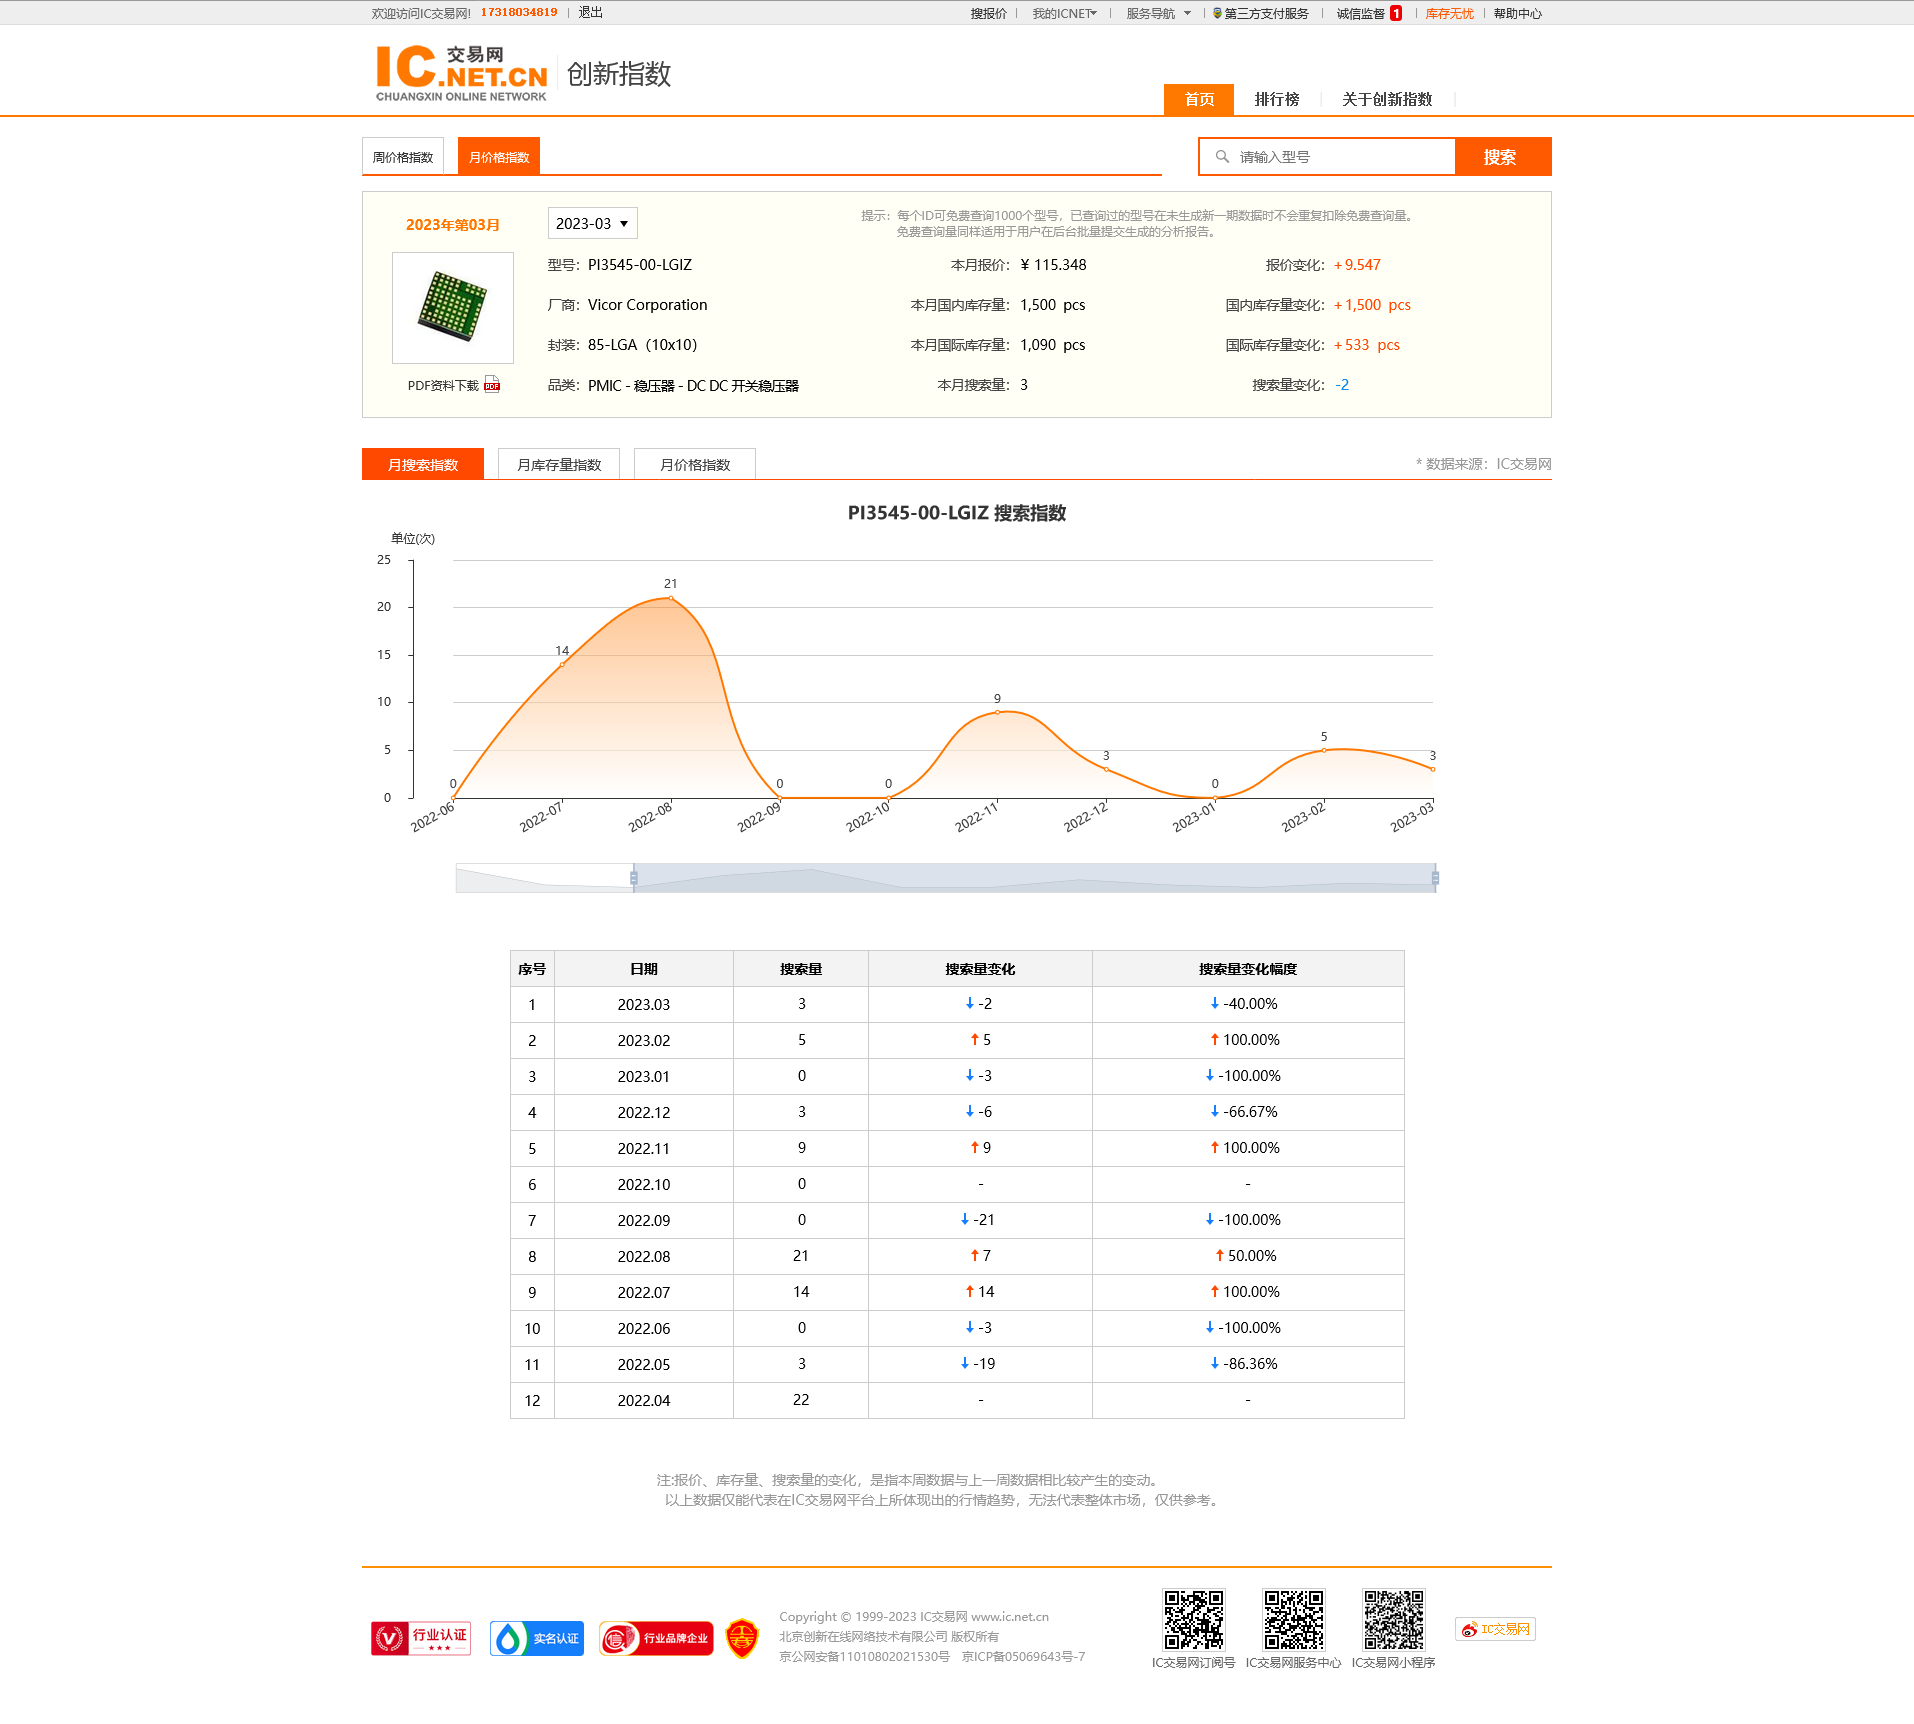 欢迎访问IC交易网! 17318034819 | 退出
搜报价 | 我的ICNET | 服务导航 | 第三方支付服务 | 诚信监督 1 | 库存无忧 | 帮助中心
IC.NET.CN 交易网
CHUANGXIN ONLINE NETWORK
创新指数
首页 排行榜 关于创新指数
周价格指数 月价格指数
请输入型号 搜索
2023年第03月 2023-03
提示：每个ID可免费查询1000个型号，已查询过的型号在未生成新一期数据时不会重复扣除免费查询量。
免费查询量同样适用于用户在后台批量提交生成的分析报告。
型号：PI3545-00-LGIZ 本月报价：¥ 115.348 报价变化：+9.547
厂商：Vicor Corporation 本月国内库存量：1,500 pcs 国内库存量变化：+1,500 pcs
封装：85-LGA（10x10） 本月国际库存量：1,090 pcs 国际库存量变化：+533 pcs
PDF资料下载 PDF 品类：PMIC - 稳压器 - DC DC 开关稳压器 本月搜索量：3 搜索量变化：-2
月搜索指数 月库存量指数 月价格指数 * 数据来源：IC交易网
PI3545-00-LGIZ 搜索指数
单位(次)
25
21
20
14
15
10
9
5
5
3
3
0
0
0
0
0
2022-06 2022-07 2022-08 2022-09 2022-10 2022-11 2022-12 2023-01 2023-02 2023-03
序号 日期 搜索量 搜索量变化 搜索量变化幅度
1 2023.03 3 ↓ -2 ↓ -40.00%
2 2023.02 5 ↑ 5 ↑ 100.00%
3 2023.01 0 ↓ -3 ↓ -100.00%
4 2022.12 3 ↓ -6 ↓ -66.67%
5 2022.11 9 ↑ 9 ↑ 100.00%
6 2022.10 0 - -
7 2022.09 0 ↓ -21 ↓ -100.00%
8 2022.08 21 ↑ 7 ↑ 50.00%
9 2022.07 14 ↑ 14 ↑ 100.00%
10 2022.06 0 ↓ -3 ↓ -100.00%
11 2022.05 3 ↓ -19 ↓ -86.36%
12 2022.04 22 - -
注:报价、库存量、搜索量的变化，是指本周数据与上一周数据相比较产生的变动。
以上数据仅能代表在IC交易网平台上所体现出的行情趋势，无法代表整体市场，仅供参考。
行业认证 实名认证 信 行业品牌企业
Copyright © 1999-2023 IC交易网 www.ic.net.cn
北京创新在线网络技术有限公司 版权所有
京公网安备11010802021530号 京ICP备05069643号-7
IC交易网订阅号 IC交易网服务中心 IC交易网小程序
IC交易网